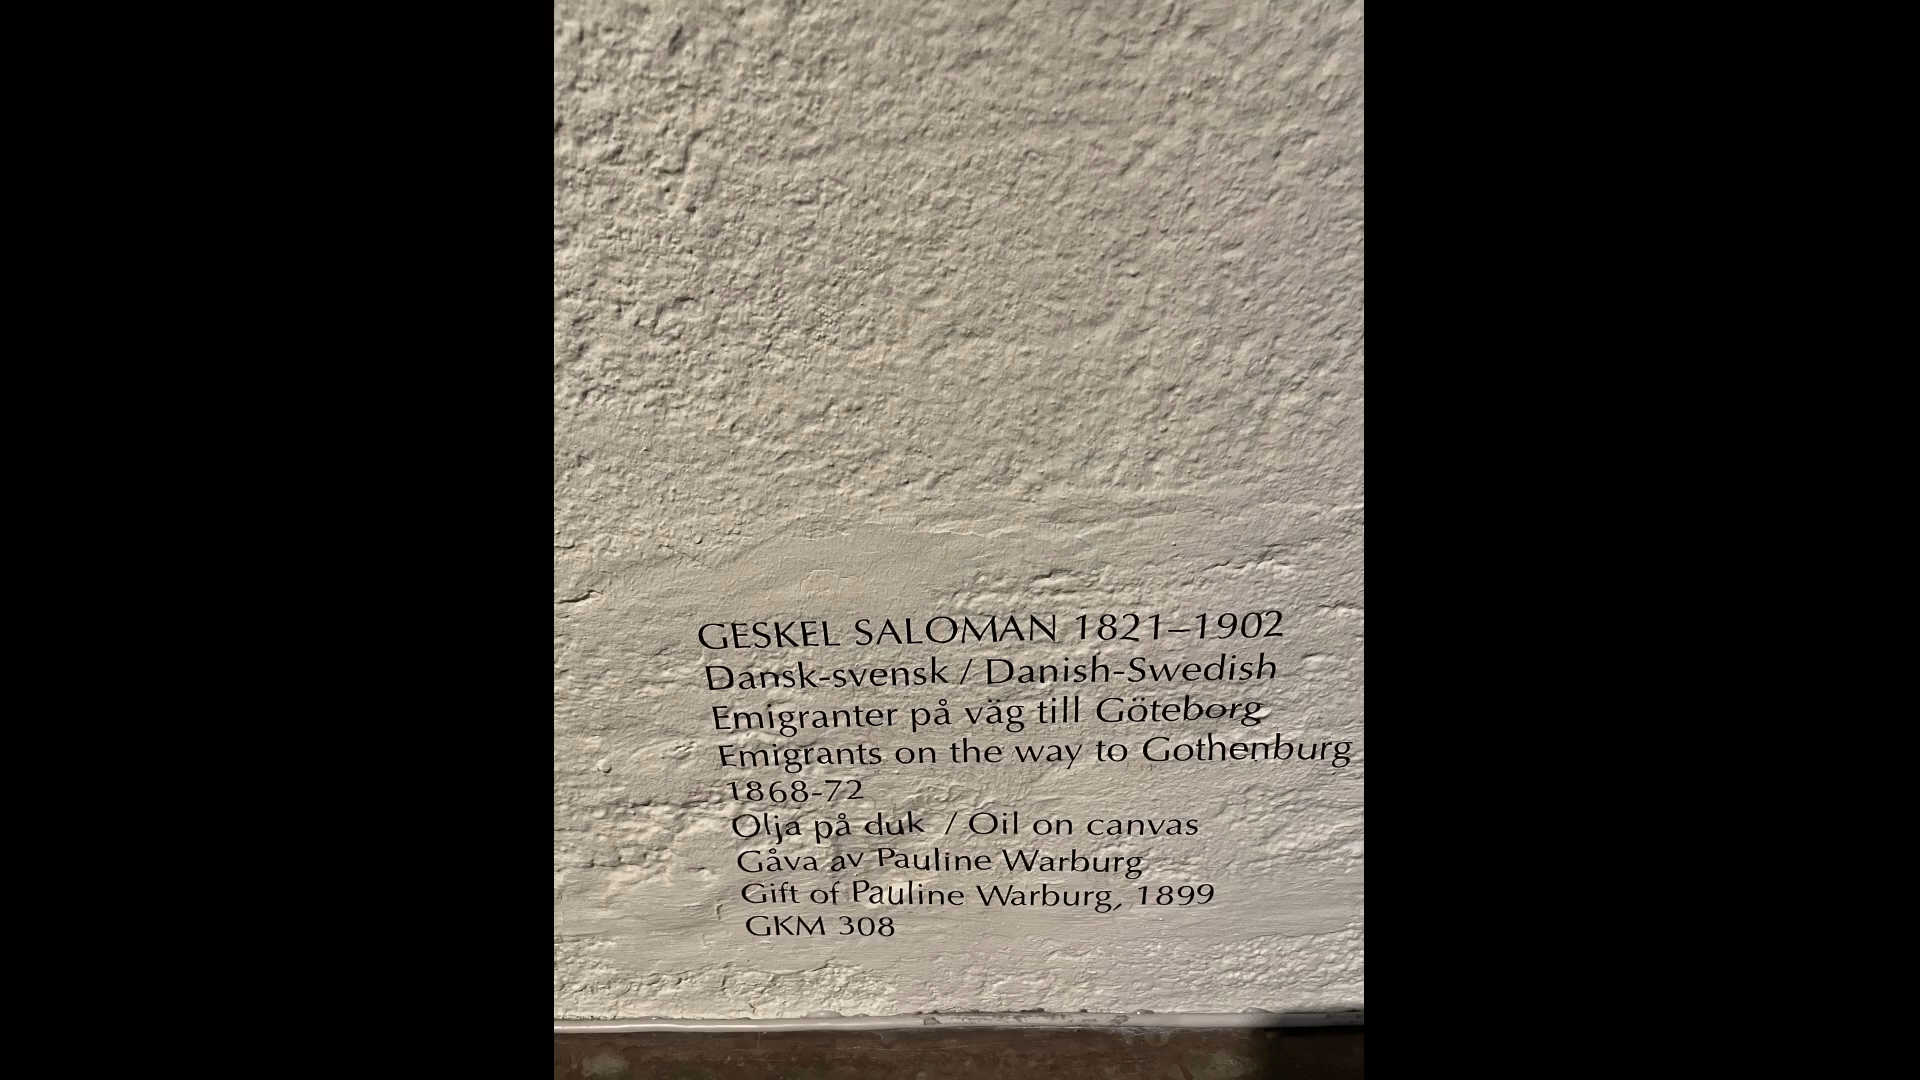 GESKEL SALOMAN 1821–1902
Dansk-svensk / Danish-Swedish
Emigranter på väg till Göteborg
Emigrants on the way to Gothenburg
1868-72
Olja på duk / Oil on canvas
Gåva av Pauline Warburg
Gift of Pauline Warburg, 1899
GKM 308